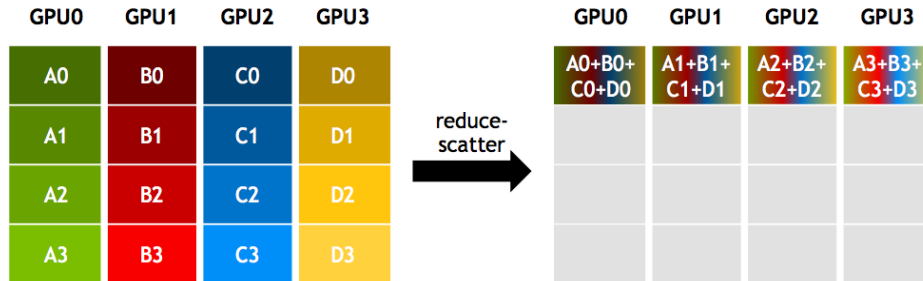 GPU0 GPU1 GPU2 GPU3 GPU0 GPU1 GPU2 GPU3
A0 B0 C0 D0 A0+B0+ A1+B1+ A2+B2+ A3+B3+
C0+D0 C1+D1 C2+D2 C3+D3
A1 B1 C1 D1
reduce-
scatter
A2 B2 C2 D2
A3 B3 C3 D3